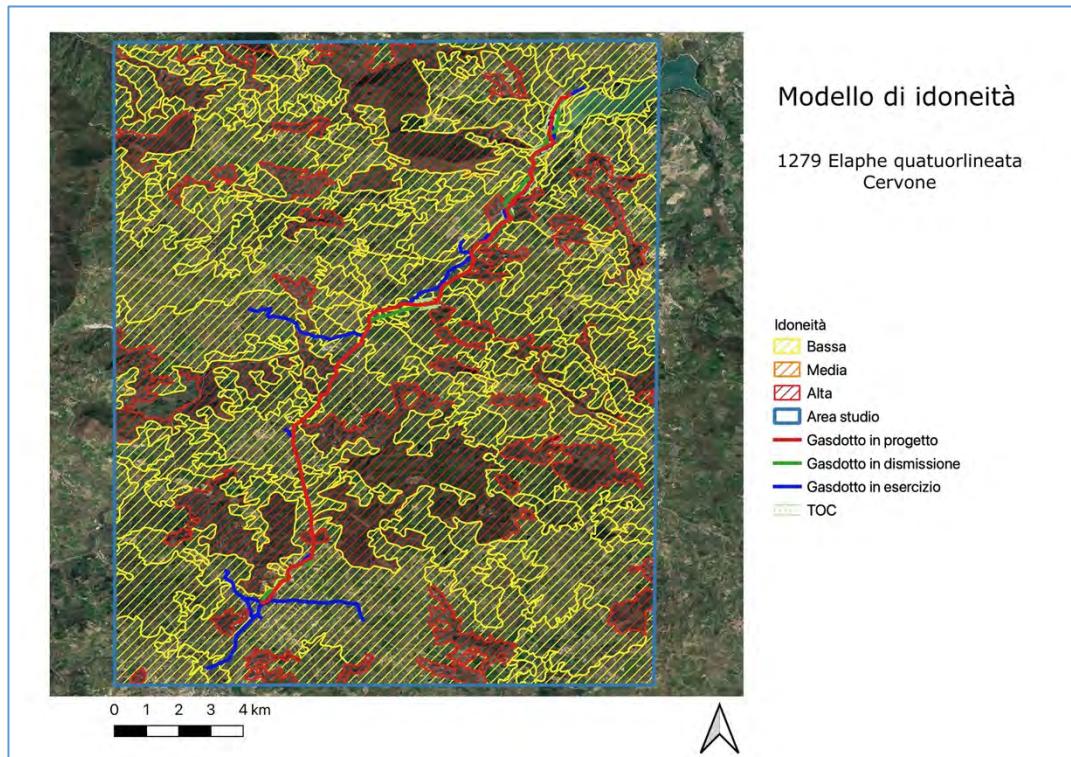 Modello di idoneità
1279 Elaphe quatuorlineata
Cervone
Idoneità
Bassa
Media
Alta
Area studio
Gasdotto in progetto
Gasdotto in dismissione
Gasdotto in esercizio
TOC
0 1 2 3 4 km